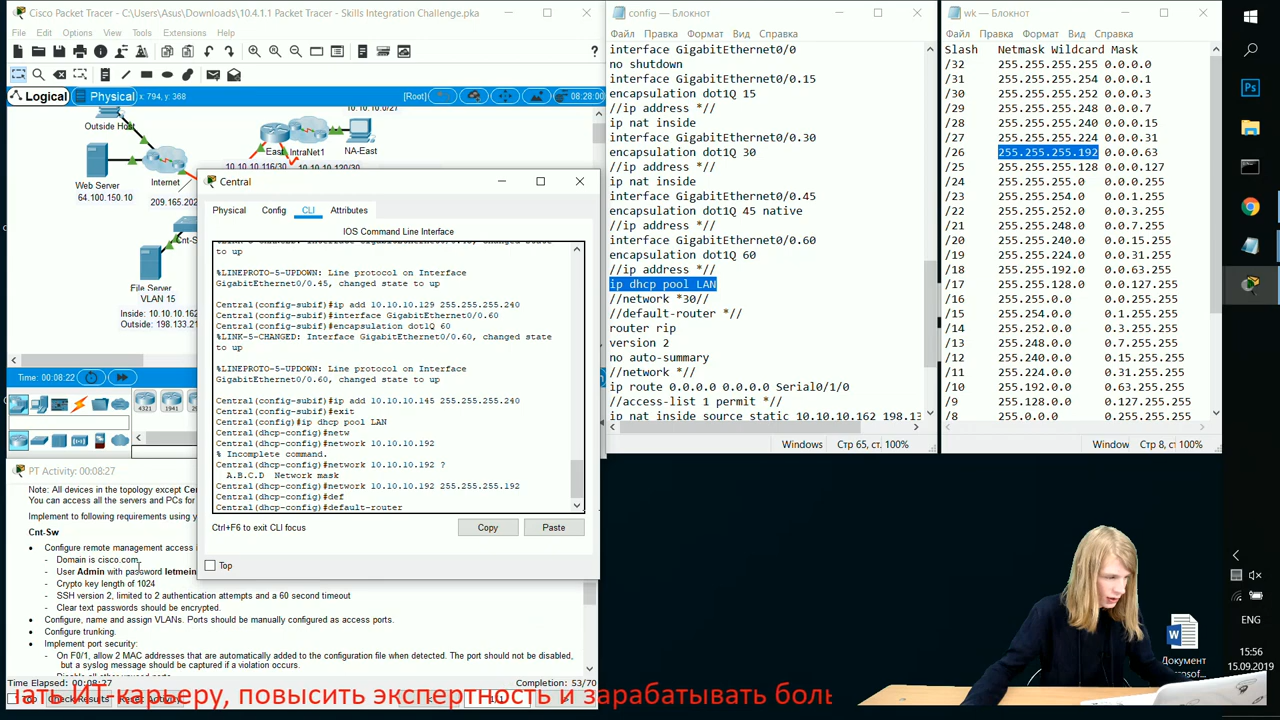 Cisco Packet Tracer - C:\Users\Asus\Downloads\10.4.1.1 Packet Tracer - Skills Integration Challenge.pka
File Edit Options View Tools Extensions Help
Logical Physical x: 794, y: 368 [Root] 08:28:00
Outside Host
Web Server
64.100.150.10
Internet
East IntraNet1 NA-East
10.10.10.116/30 10.10.10.120/30
209.165.202
File Server
VLAN 15
Inside: 10.10.10.162
Outside: 198.133.21
Time: 00:08:22
4321 1941
PT Activity: 00:08:27
Note: All devices in the topology except Cer
You can access all the servers and PCs for
Implement to following requirements using y
Cnt-Sw
Configure remote management access i
- Domain is cisco.com
- User Admin with password letmein
- Crypto key length of 1024
- SSH version 2, limited to 2 authentication attempts and a 60 second timeout
- Clear text passwords should be encrypted.
Configure, name and assign VLANs. Ports should be manually configured as access ports.
Configure trunking.
Implement port security:
- On F0/1, allow 2 MAC addresses that are automatically added to the configuration file when detected. The port should not be disabled,
but a syslog message should be captured if a violation occurs.
Time Elapsed: 00:08:27 Completion: 53/70
Central
Physical Config CLI Attributes
IOS Command Line Interface
to up
%LINEPROTO-5-UPDOWN: Line protocol on Interface
GigabitEthernet0/0.45, changed state to up
Central(config-subif)#ip add 10.10.10.129 255.255.255.240
Central(config-subif)#interface GigabitEthernet0/0.60
Central(config-subif)#encapsulation dot1Q 60
%LINK-5-CHANGED: Interface GigabitEthernet0/0.60, changed state
to up
%LINEPROTO-5-UPDOWN: Line protocol on Interface
GigabitEthernet0/0.60, changed state to up
Central(config-subif)#ip add 10.10.10.145 255.255.255.240
Central(config-subif)#exit
Central(config)#ip dhcp pool LAN
Central(dhcp-config)#netw
Central(dhcp-config)#network 10.10.10.192
% Incomplete command.
Central(dhcp-config)#network 10.10.10.192 ?
A.B.C.D Network mask
Central(dhcp-config)#network 10.10.10.192 255.255.255.192
Central(dhcp-config)#def
Central(dhcp-config)#default-router
Ctrl+F6 to exit CLI focus Copy Paste
Top
config — Блокнот
Файл Правка Формат Вид Справка
interface GigabitEthernet0/0
no shutdown
interface GigabitEthernet0/0.15
encapsulation dot1Q 15
//ip address *//
ip nat inside
interface GigabitEthernet0/0.30
encapsulation dot1Q 30
//ip address *//
ip nat inside
interface GigabitEthernet0/0.45
encapsulation dot1Q 45 native
//ip address *//
interface GigabitEthernet0/0.60
encapsulation dot1Q 60
//ip address *//
ip dhcp pool LAN
//network *30//
//default-router *//
router rip
version 2
no auto-summary
//network *//
ip route 0.0.0.0 0.0.0.0 Serial0/1/0
//access-list 1 permit *//
ip nat inside source static 10.10.10.162 198.13
Windows Стр 65, ст. 100%
wk — Блокнот
Файл Правка Формат Вид Справка
Slash Netmask Wildcard Mask
/32 255.255.255.255 0.0.0.0
/31 255.255.255.254 0.0.0.1
/30 255.255.255.252 0.0.0.3
/29 255.255.255.248 0.0.0.7
/28 255.255.255.240 0.0.0.15
/27 255.255.255.224 0.0.0.31
/26 255.255.255.192 0.0.0.63
/25 255.255.255.128 0.0.0.127
/24 255.255.255.0 0.0.0.255
/23 255.255.254.0 0.0.1.255
/22 255.255.252.0 0.0.3.255
/21 255.255.248.0 0.0.7.255
/20 255.255.240.0 0.0.15.255
/19 255.255.224.0 0.0.31.255
/18 255.255.192.0 0.0.63.255
/17 255.255.128.0 0.0.127.255
/16 255.255.0.0 0.0.255.255
/15 255.254.0.0 0.1.255.255
/14 255.252.0.0 0.3.255.255
/13 255.248.0.0 0.7.255.255
/12 255.240.0.0 0.15.255.255
/11 255.224.0.0 0.31.255.255
/10 255.192.0.0 0.63.255.255
/9 255.128.0.0 0.127.255.255
/8 255.0.0.0 0.255.255.255
Window Стр 8, ст. 100%
Документ
ENG
15:56
15.09.2019
чать ИТ-карьеру, повысить экспертность и зарабатывать боль